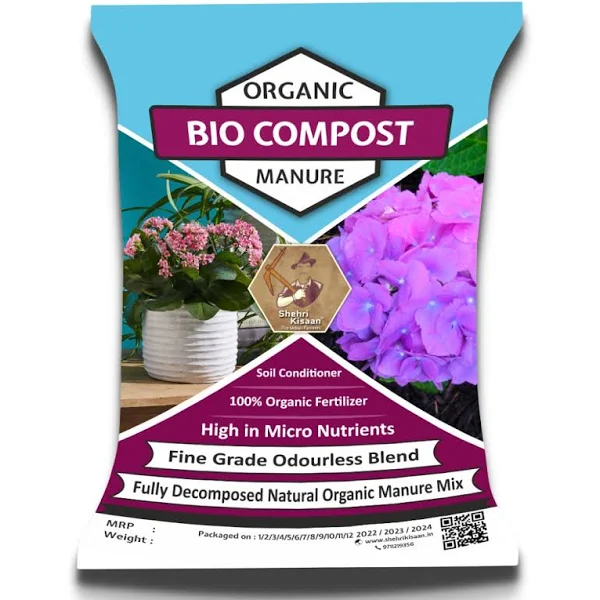 ORGANIC
BIO COMPOST
MANURE
Shehri
Kisaan
Soil Conditioner
100% Organic Fertilizer
High in Micro Nutrients
Fine Grade Odourless Blend
Fully Decomposed Natural Organic Manure Mix
MRP :
Weight :
Packaged on : 1/2/3/4/5/6/7/8/9/10/11/12 2022 / 2023 / 2024
www.shehrikisaan.in
9711219356